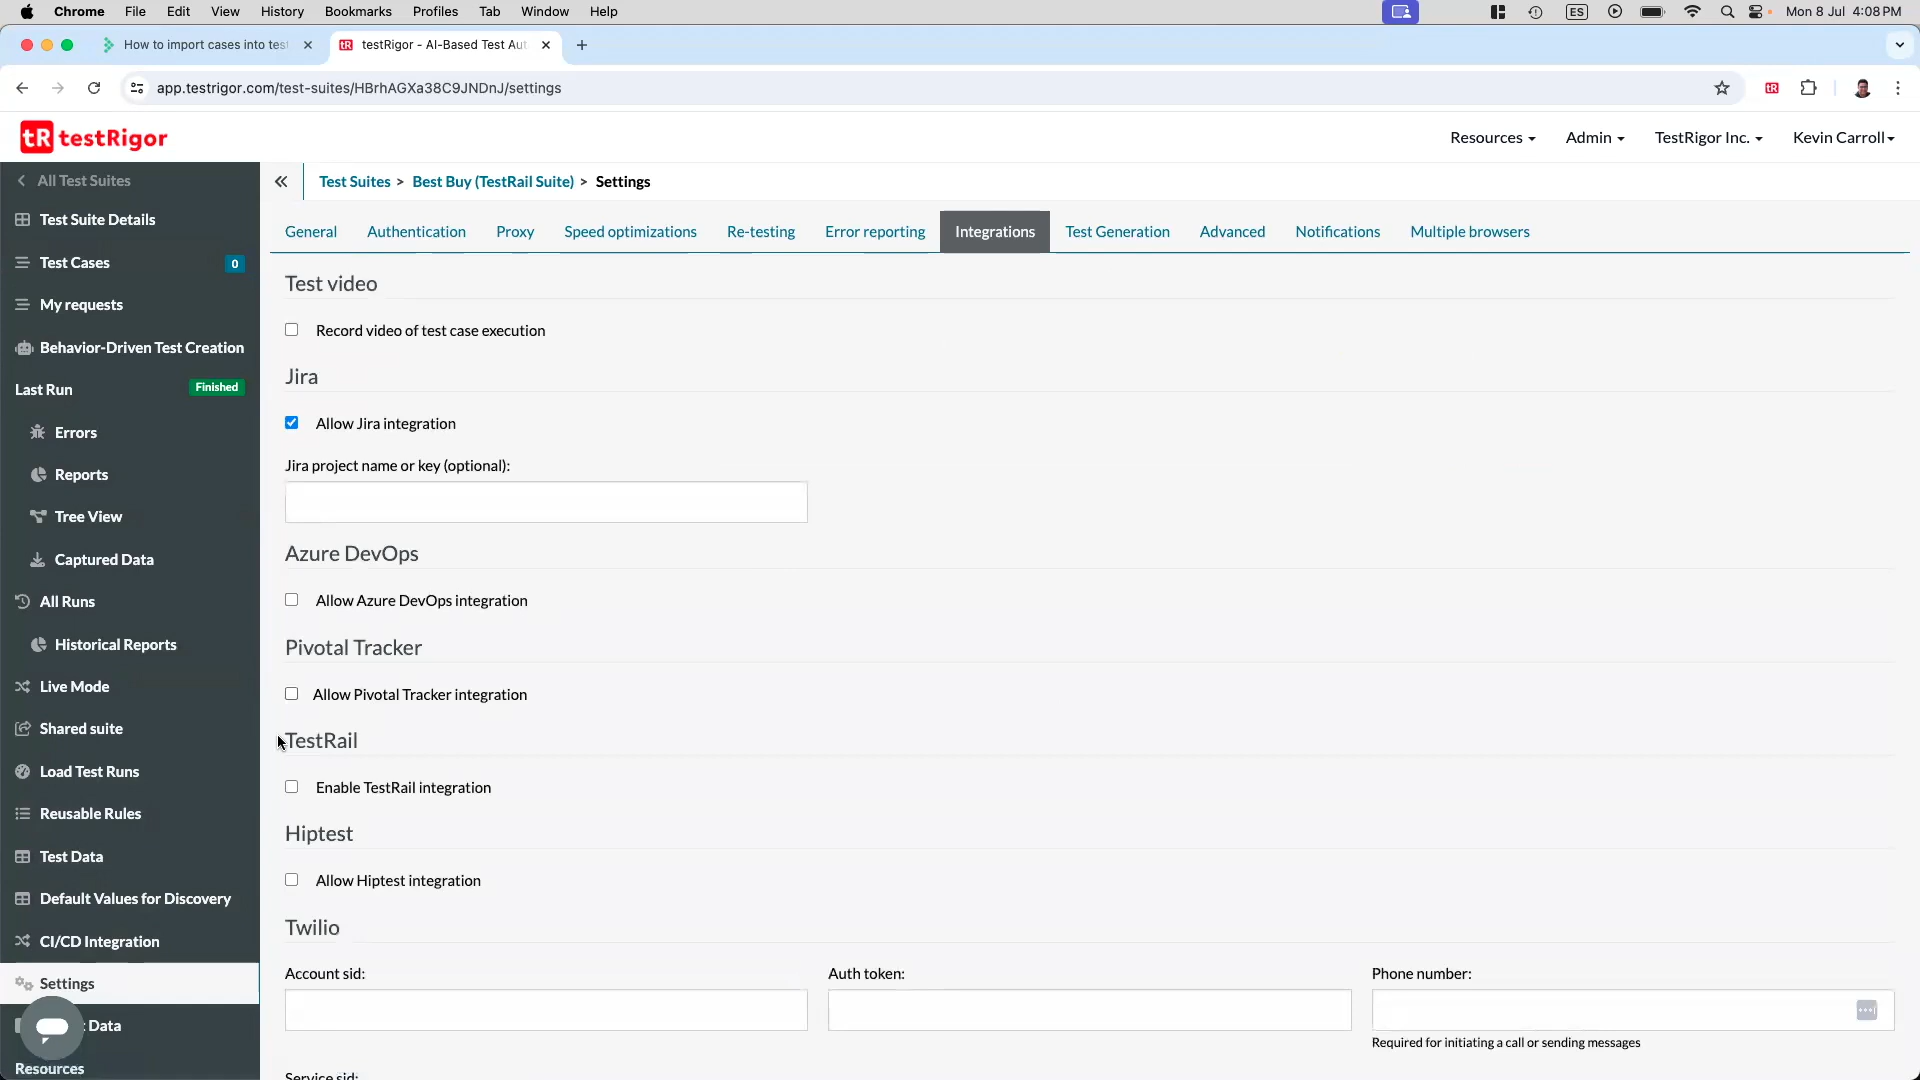 Chrome File Edit View History Bookmarks Profiles Tab Window Help ES Mon 8 Jul 4:08 PM
How to import cases into test
tR testRigor - AI-Based Test Aut
app.testrigor.com/test-suites/HBrhAGXa38C9JNDnJ/settings
tR
tR testRigor
Resources Admin TestRigor Inc. Kevin Carroll
All Test Suites
Test Suite Details
Test Cases 0
My requests
Behavior-Driven Test Creation
Last Run Finished
Errors
Reports
Tree View
Captured Data
All Runs
Historical Reports
Live Mode
Shared suite
Load Test Runs
Reusable Rules
Test Data
Default Values for Discovery
CI/CD Integration
Settings
Data
Resources
Test Suites > Best Buy (TestRail Suite) > Settings
General Authentication Proxy Speed optimizations Re-testing Error reporting Integrations Test Generation Advanced Notifications Multiple browsers
Test video
Record video of test case execution
Jira
Allow Jira integration
Jira project name or key (optional):
Azure DevOps
Allow Azure DevOps integration
Pivotal Tracker
Allow Pivotal Tracker integration
TestRail
Enable TestRail integration
Hiptest
Allow Hiptest integration
Twilio
Account sid: Auth token: Phone number:
Required for initiating a call or sending messages
Service sid: